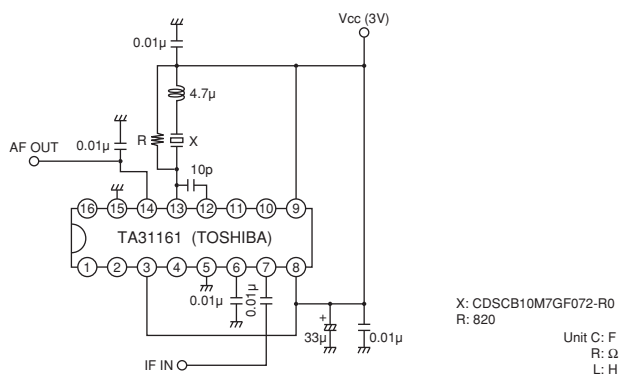 Vcc (3V)
0.01μ
4.7μ
R
X
0.01μ
AF OUT
10p
16 15 14 13 12 11 10 9
TA31161 (TOSHIBA)
1 2 3 4 5 6 7 8
0.01μ
0.01μ
+
33μ
0.01μ
IF IN
X: CDSCB10M7GF072-R0
R: 820
Unit C: F
R: Ω
L: H